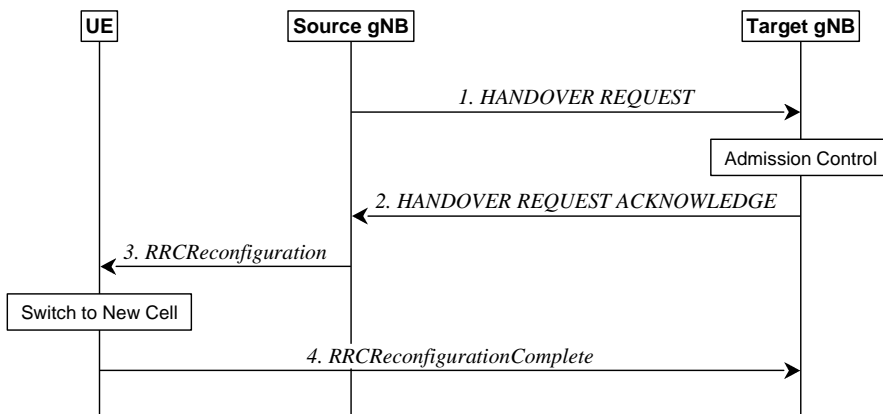 UE
Source gNB
Target gNB
1. HANDOVER REQUEST
Admission Control
2. HANDOVER REQUEST ACKNOWLEDGE
3. RRCReconfiguration
Switch to New Cell
4. RRCReconfigurationComplete